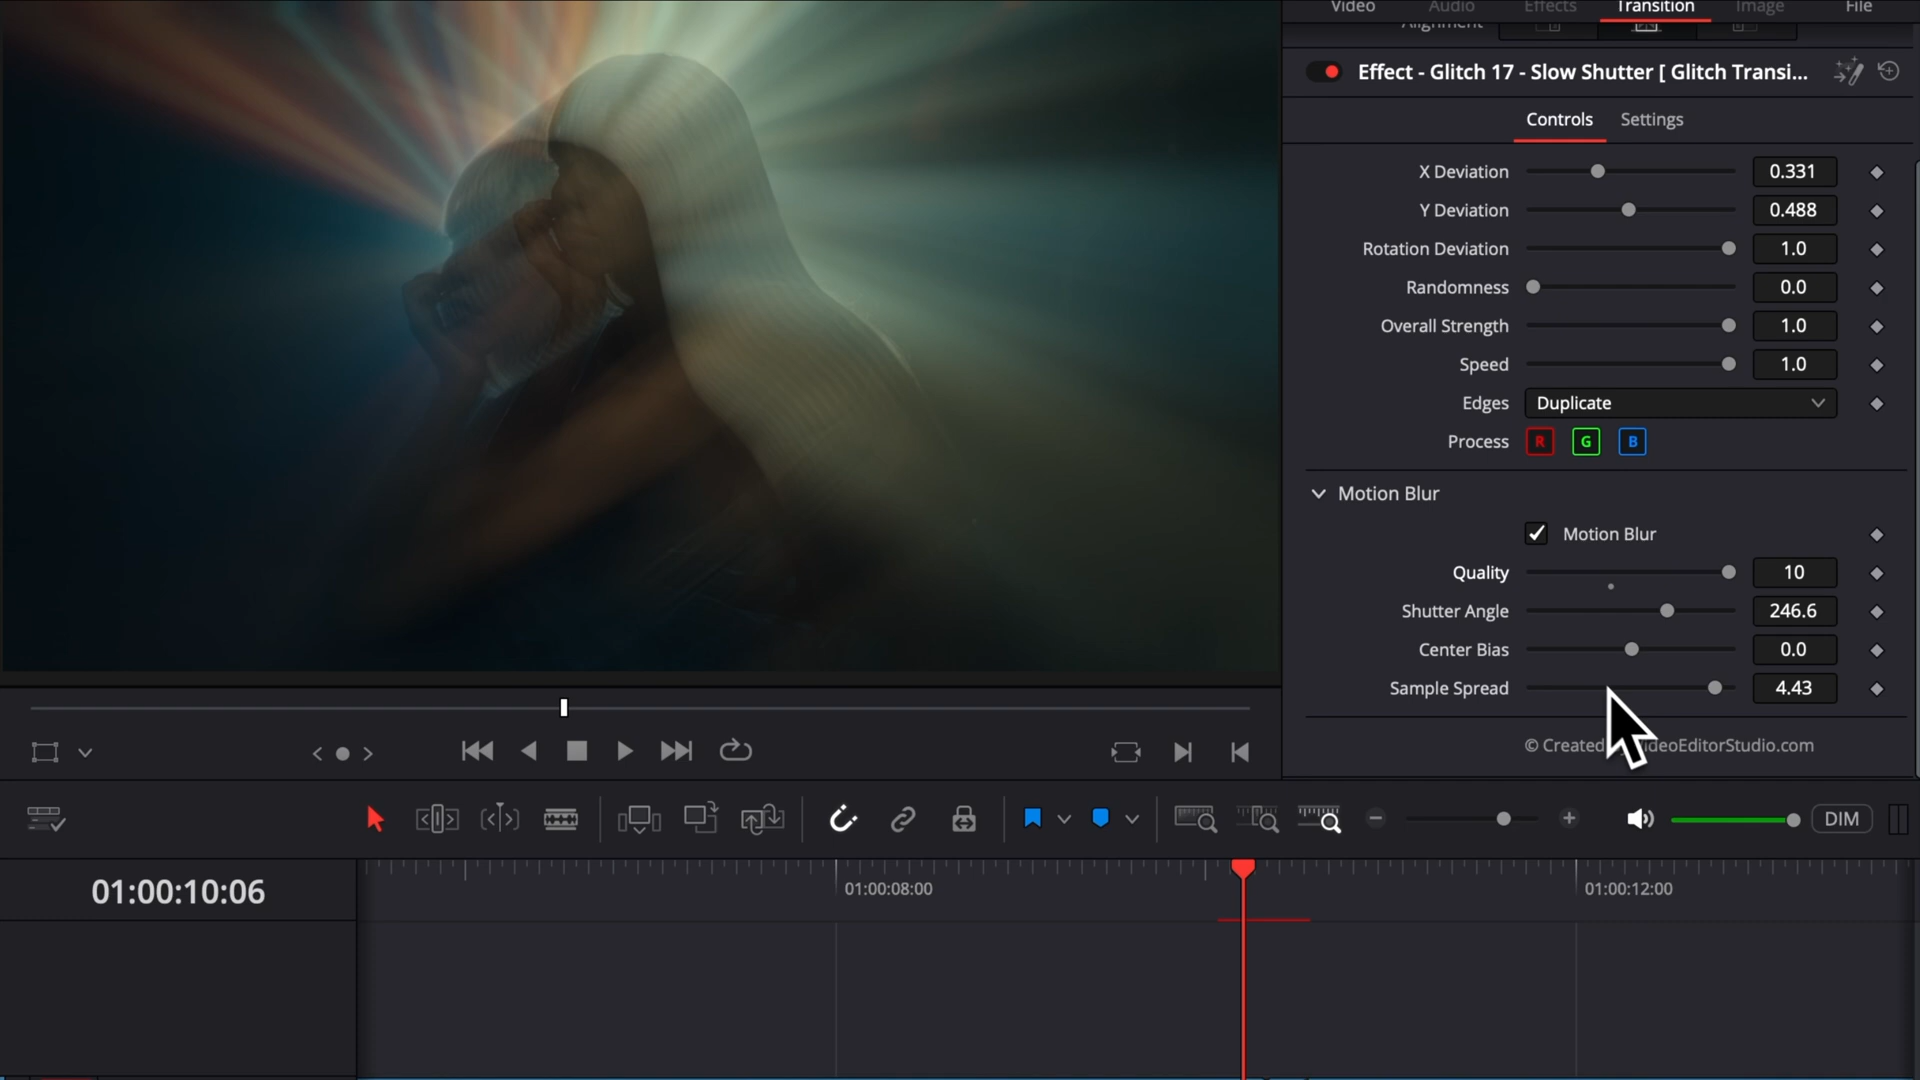 Video Audio Effects Transition Image File
Alignment
Effect - Glitch 17 - Slow Shutter [ Glitch Transi...
Controls Settings
X Deviation 0.331
Y Deviation 0.488
Rotation Deviation 1.0
Randomness 0.0
Overall Strength 1.0
Speed 1.0
Edges Duplicate
Process R G B
Motion Blur
Motion Blur
Quality 10
Shutter Angle 246.6
Center Bias 0.0
Sample Spread 4.43
© Created ideoEditorStudio.com
DIM
01:00:10:06
01:00:08:00
01:00:12:00